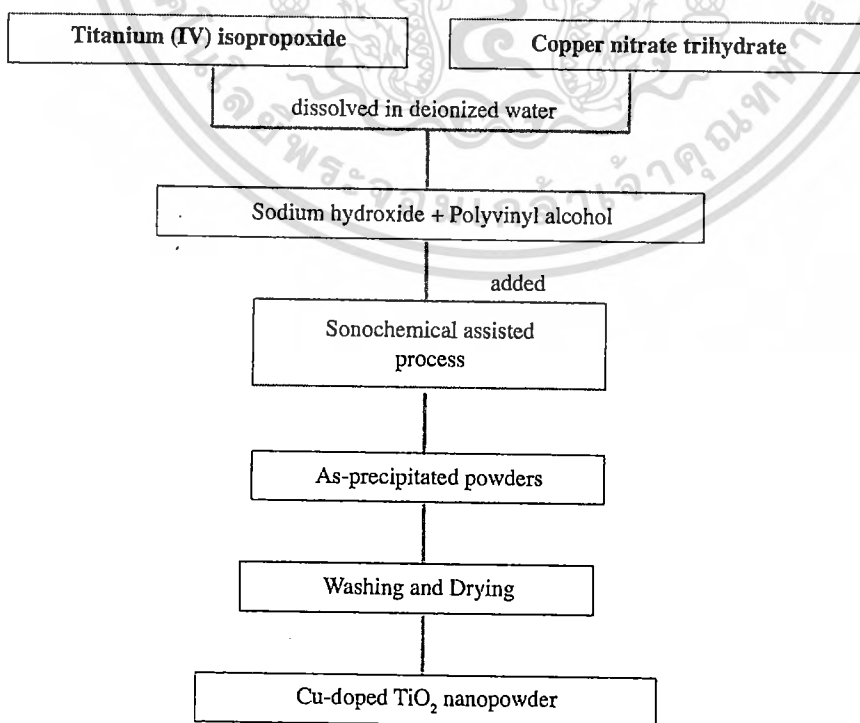 Titanium (IV) isopropoxide
Copper nitrate trihydrate
dissolved in deionized water
Sodium hydroxide + Polyvinyl alcohol
added
Sonochemical assisted
process
As-precipitated powders
Washing and Drying
Cu-doped TiO₂ nanopowder